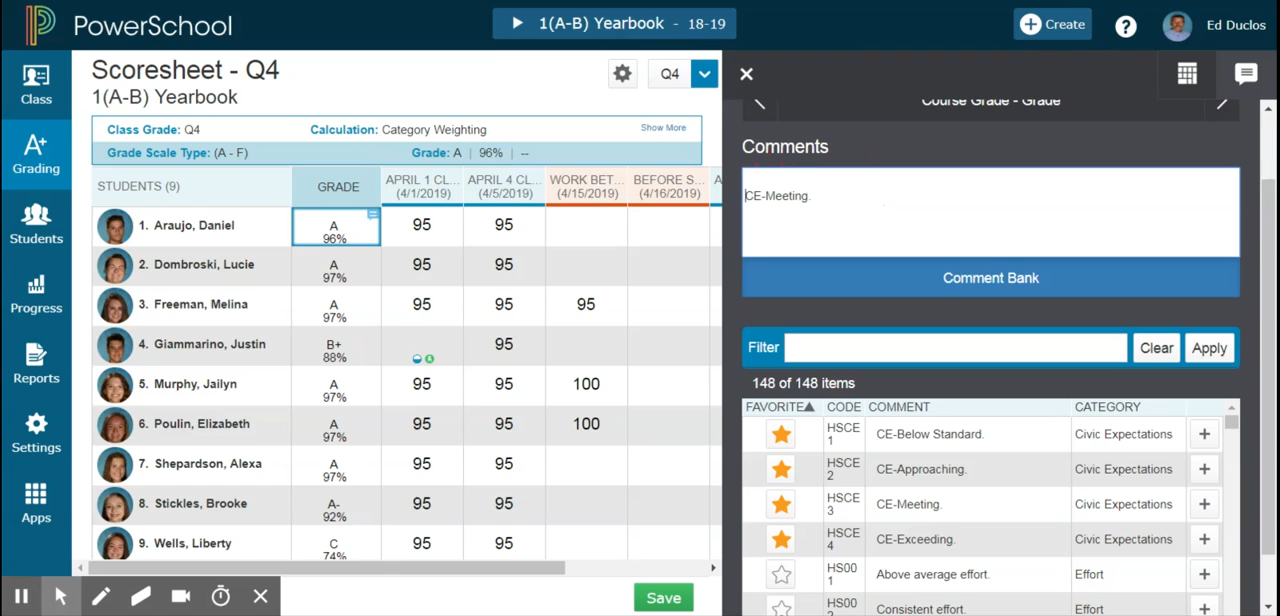 PowerSchool
1(A-B) Yearbook - 18-19
Create
?
Ed Duclos
Class
Grading
Students
Progress
Reports
Settings
Apps
Scoresheet - Q4
1(A-B) Yearbook
Q4
Class Grade: Q4 Calculation: Category Weighting Show More
Grade Scale Type: (A - F) Grade: A | 96% | --
STUDENTS (9) GRADE APRIL 1 CL... APRIL 4 CL... WORK BET... BEFORE S... A
(4/1/2019) (4/5/2019) (4/15/2019) (4/16/2019)
1. Araujo, Daniel A 96% 95 95
2. Dombroski, Lucie A 97% 95 95
3. Freeman, Melina A 97% 95 95 95
4. Giammarino, Justin B+ 88% 95
5. Murphy, Jailyn A 97% 95 95 100
6. Poulin, Elizabeth A 97% 95 95 100
7. Shepardson, Alexa A 97% 95 95
8. Stickles, Brooke A- 92% 95 95
9. Wells, Liberty C 74% 95 95
Save
Course Grade - Grade
Comments
CE-Meeting.
Comment Bank
Filter Clear Apply
148 of 148 items
FAVORITE▲ CODE COMMENT CATEGORY
HSCE 1 CE-Below Standard. Civic Expectations +
HSCE 2 CE-Approaching. Civic Expectations +
HSCE 3 CE-Meeting. Civic Expectations +
HSCE 4 CE-Exceeding. Civic Expectations +
HS00 1 Above average effort. Effort +
HS00 2 Consistent effort. Effort +